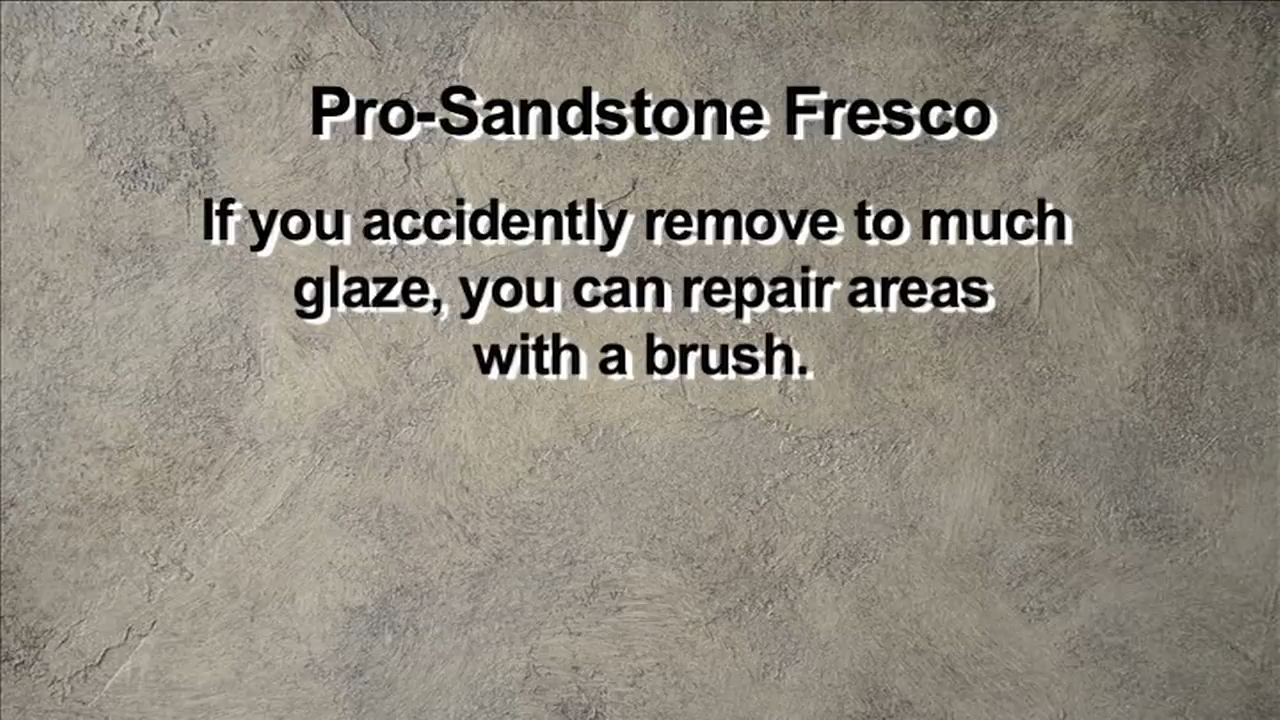 Pro-Sandstone Fresco
If you accidently remove to much
glaze, you can repair areas
with a brush.